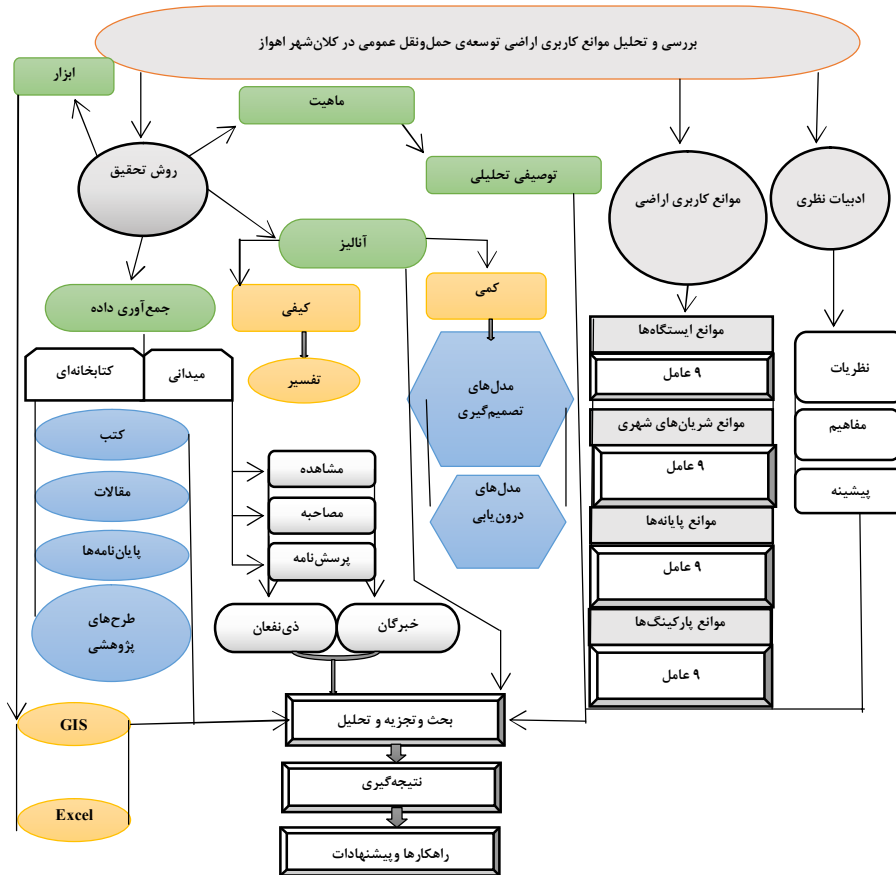 بررسی و تحلیل موانع کاربری اراضی توسعه‌ی حمل‌ونقل عمومی در کلان‌شهر اهواز
ابزار
ماهیت
روش تحقیق
توصیفی تحلیلی
موانع کاربری اراضی
ادبیات نظری
آنالیز
جمع‌آوری داده
کیفی
کمی
موانع ایستگاه‌ها
۹ عامل
موانع شریان‌های شهری
۹ عامل
موانع پایانه‌ها
۹ عامل
موانع پارکینگ‌ها
۹ عامل
نظریات
مفاهیم
پیشینه
کتابخانه‌ای
میدانی
تفسیر
مدل‌های
تصمیم‌گیری
مدل‌های
درون‌یابی
کتب
مقالات
پایان‌نامه‌ها
طرح‌های
پژوهشی
مشاهده
مصاحبه
پرسش‌نامه
خبرگان
ذی‌نفعان
GIS
Excel
بحث وتجزیه و تحلیل
نتیجه‌گیری
راهکارها وپیشنهادات